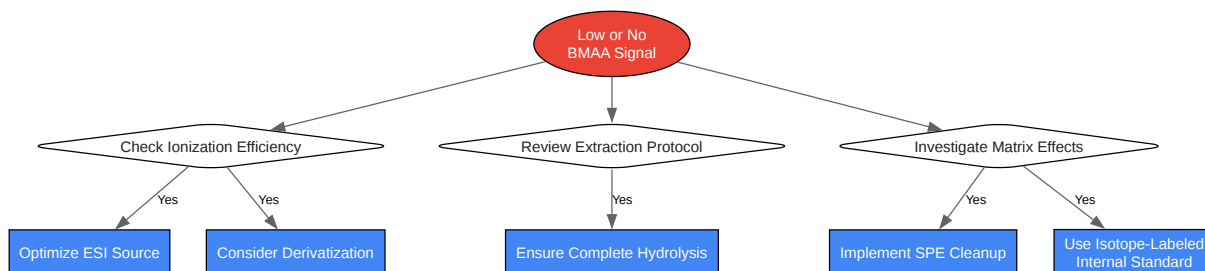 Low or No
BMAA Signal
Check Ionization Efficiency
Review Extraction Protocol
Investigate Matrix Effects
Yes
Yes
Yes
Yes
Yes
Optimize ESI Source
Consider Derivatization
Ensure Complete Hydrolysis
Implement SPE Cleanup
Use Isotope-Labeled
Internal Standard